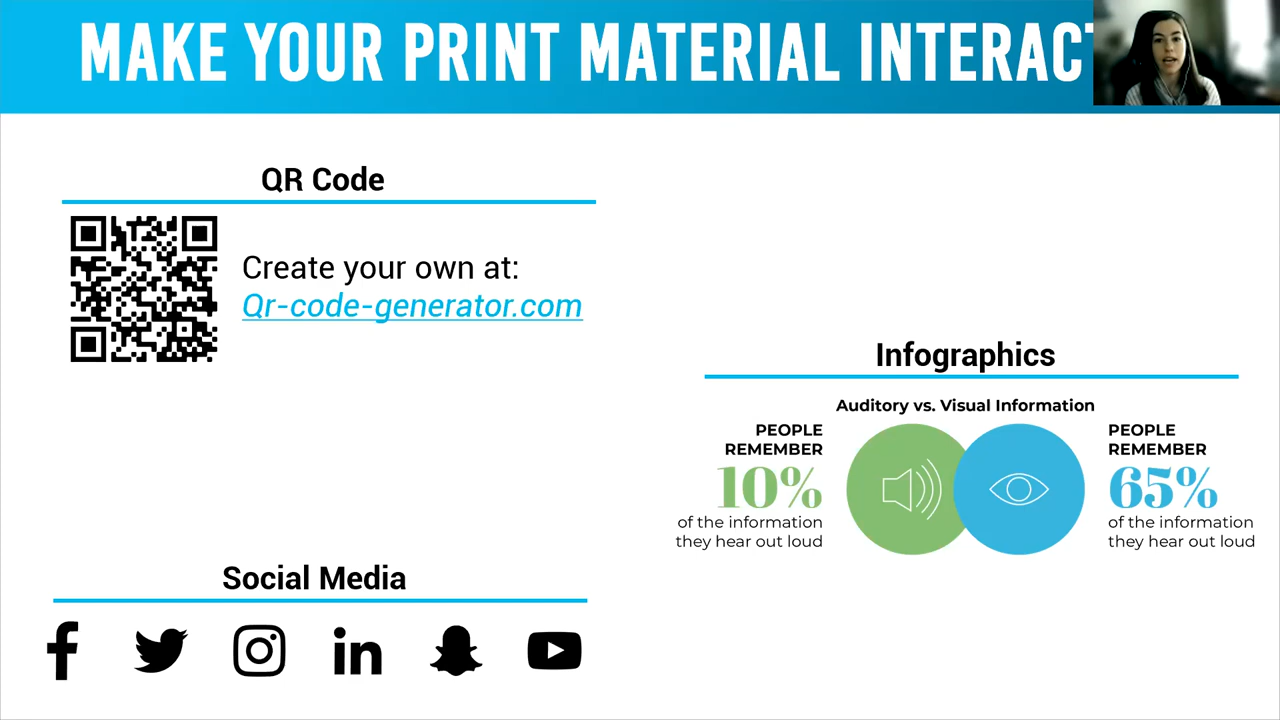 MAKE YOUR PRINT MATERIAL INTERACT
QR Code
Create your own at:
Qr-code-generator.com
Infographics
Auditory vs. Visual Information
PEOPLE
REMEMBER
10%
of the information
they hear out loud
PEOPLE
REMEMBER
65%
of the information
they hear out loud
Social Media